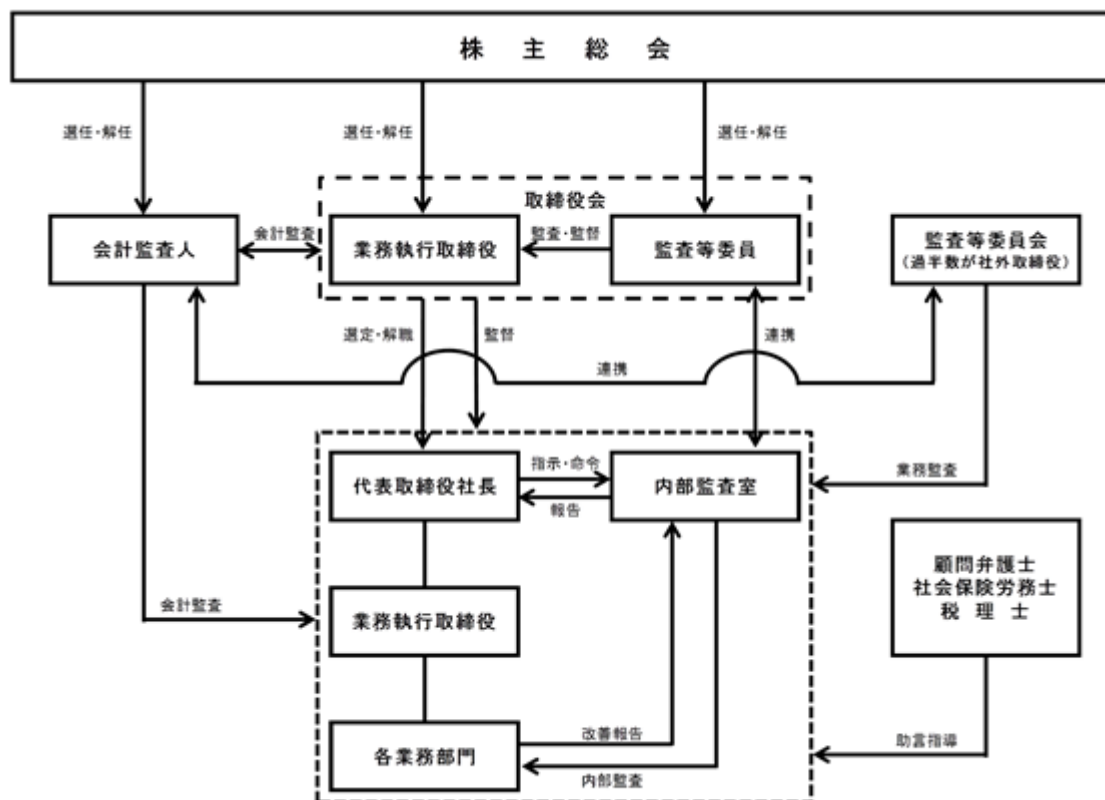 株 主 総 会
選任・解任
選任・解任
選任・解任
取締役会
会計監査人
会計監査
業務執行取締役
監査・監督
監査等委員
監査等委員会
（過半数が社外取締役）
選定・解職
監督
連携
連携
代表取締役社長
指示・命令
報告
内部監査室
業務監査
顧問弁護士
社会保険労務士
税 理 士
会計監査
業務執行取締役
各業務部門
改善報告
内部監査
助言指導